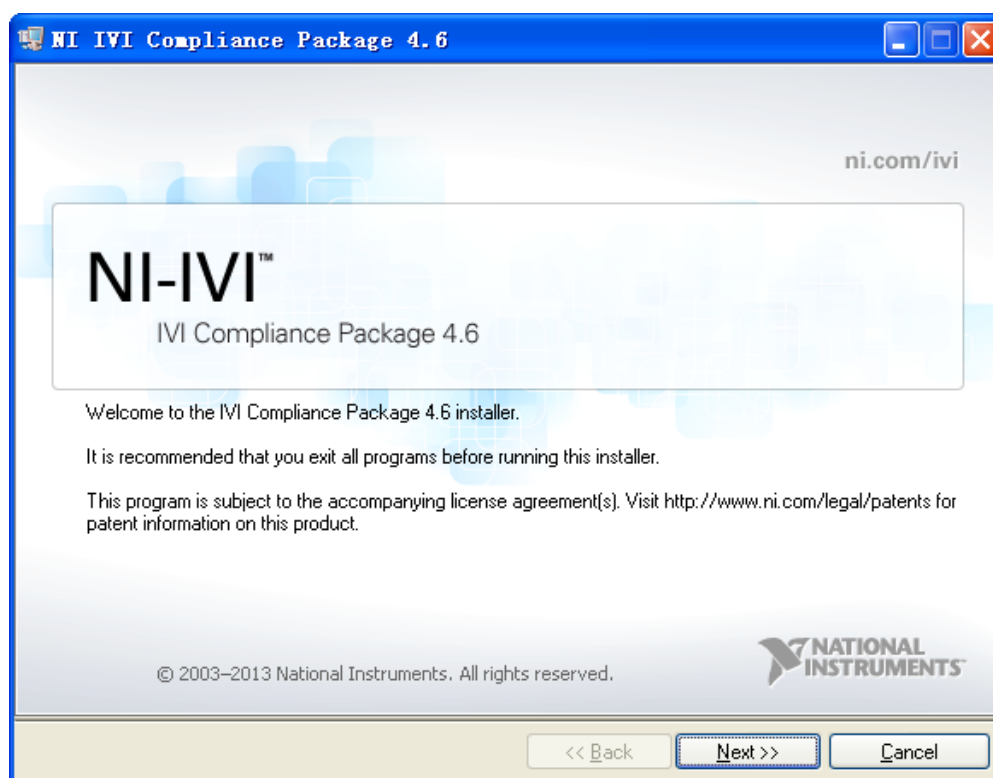 NI IVI Compliance Package 4.6
ni.com/ivi
NI-IVI™
IVI Compliance Package 4.6
Welcome to the IVI Compliance Package 4.6 installer.
It is recommended that you exit all programs before running this installer.
This program is subject to the accompanying license agreement(s). Visit http://www.ni.com/legal/patents for
patent information on this product.
NATIONAL
INSTRUMENTS™
© 2003–2013 National Instruments. All rights reserved.
<< Back
Next >>
Cancel